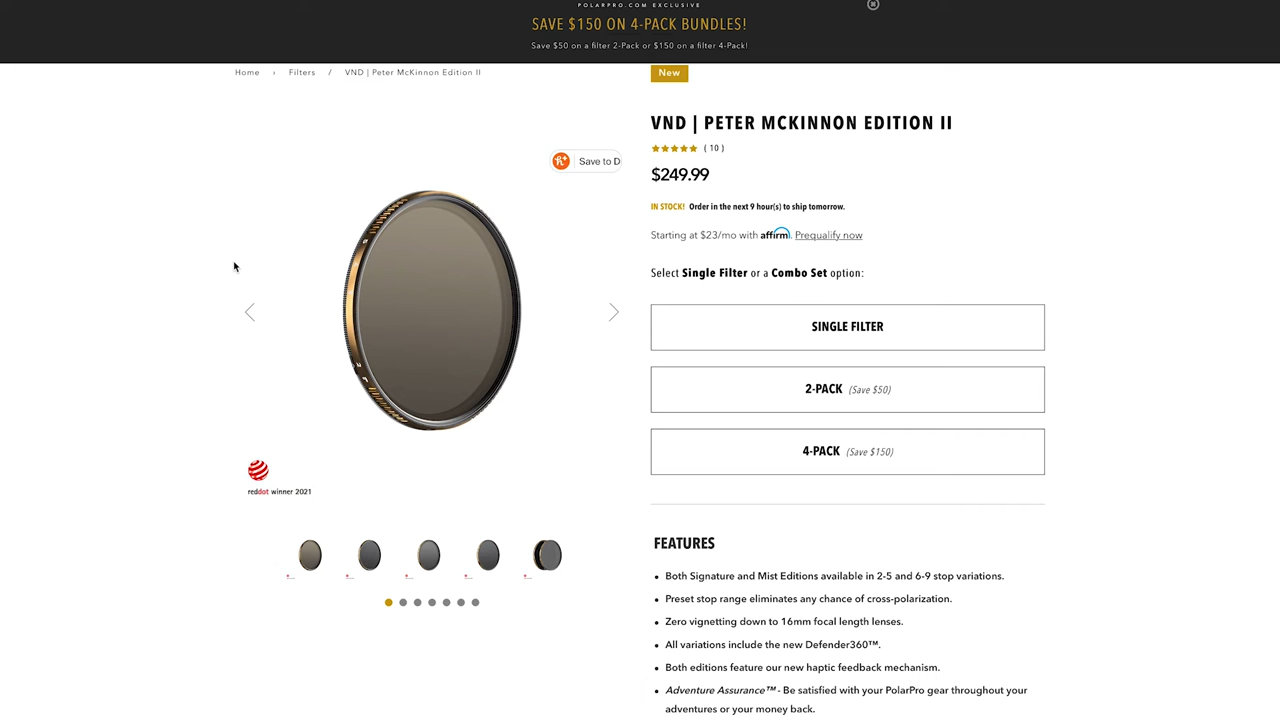 POLARPRO.COM EXCLUSIVE
SAVE $150 ON 4-PACK BUNDLES!
Save $50 on a filter 2-Pack or $150 on a filter 4-Pack!
Home › Filters / VND | Peter McKinnon Edition II
New
VND | PETER MCKINNON EDITION II
( 10 )
$249.99
IN STOCK! Order in the next 9 hour(s) to ship tomorrow.
Starting at $23/mo with affirm. Prequalify now
Select Single Filter or a Combo Set option:
Save to D
SINGLE FILTER
2-PACK (Save $50)
4-PACK (Save $150)
reddot winner 2021
FEATURES
• Both Signature and Mist Editions available in 2-5 and 6-9 stop variations.
• Preset stop range eliminates any chance of cross-polarization.
• Zero vignetting down to 16mm focal length lenses.
• All variations include the new Defender360™.
• Both editions feature our new haptic feedback mechanism.
• Adventure Assurance™ - Be satisfied with your PolarPro gear throughout your
adventures or your money back.